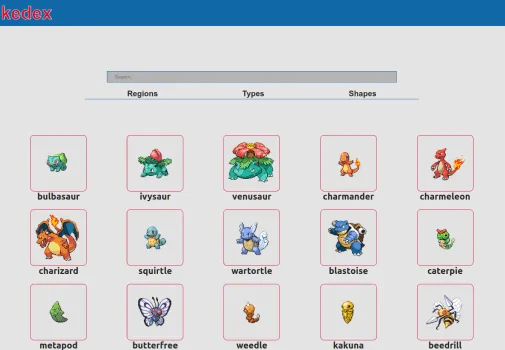 kedex
Search...
Regions Types Shapes
bulbasaur ivysaur venusaur charmander charmeleon
charizard squirtle wartortle blastoise caterpie
metapod butterfree weedle kakuna beedrill